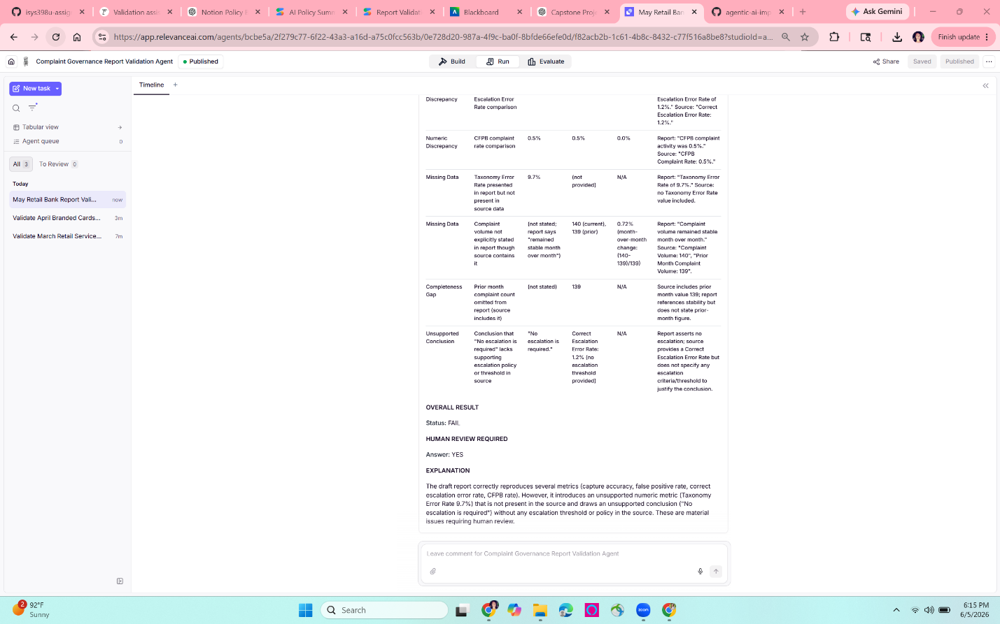 isys398u-assig
Validation assis
Notion Policy E
AI Policy Summ
Report Validati
Blackboard
Capstone Proje
May Retail Ban
agentic-ai-imp
Ask Gemini
https://app.relevanceai.com/agents/bcbe5a/2f279c77-6f22-43a3-a16d-a75c0fcc563b/0e728d20-987a-4f9c-ba0f-8bfde66efe0d/f82acb2b-1c61-4b8c-8432-c77f516a8be8?studioId=a...
Finish update
Complaint Governance Report Validation Agent
Published
Build
Run
Evaluate
Share
Saved
Published
New task
Tabular view
Agent queue 0
All 3
To Review 0
Today
May Retail Bank Report Vali... now
Validate April Branded Cards... 3m
Validate March Retail Service... 7m
Timeline
Discrepancy
Escalation Error
Rate comparison
Escalation Error Rate of
1.2%." Source: "Correct
Escalation Error Rate:
1.2%."
Numeric
Discrepancy
CFPB complaint
rate comparison
0.5%
0.5%
0.0%
Report: "CFPB complaint
activity was 0.5%."
Source: "CFPB
Complaint Rate: 0.5%."
Missing Data
Taxonomy Error
Rate presented
in report but not
present in
source data
9.7%
(not
provided)
N/A
Report: "Taxonomy Error
Rate of 9.7%." Source:
no Taxonomy Error Rate
value included.
Missing Data
Complaint
volume not
explicitly stated
in report though
source contains
it
(not stated;
report says
"remained
stable month
over month")
140 (current),
139 (prior)
0.72%
(month-
over-month
change:
(140-
139)/139)
Report: "Complaint
volume remained stable
month over month."
Source: "Complaint
Volume: 140", "Prior
Month Complaint
Volume: 139".
Completeness
Gap
Prior month
complaint count
omitted from
report (source
includes it)
(not stated)
139
N/A
Source includes prior
month value 139; report
references stability but
does not state prior-
month figure.
Unsupported
Conclusion
Conclusion that
"No escalation is
required" lacks
supporting
escalation policy
or threshold in
source
"No
escalation is
required."
Correct
Escalation
Error Rate:
1.2% (no
escalation
threshold
provided)
N/A
Report asserts no
escalation; source
provides a Correct
Escalation Error Rate but
does not specify any
escalation
criteria/threshold to
justify the conclusion.
OVERALL RESULT
Status: FAIL
HUMAN REVIEW REQUIRED
Answer: YES
EXPLANATION
The draft report correctly reproduces several metrics (capture accuracy, false positive rate, correct
escalation error rate, CFPB rate). However, it introduces an unsupported numeric metric (Taxonomy
Error Rate 9.7%) that is not present in the source and draws an unsupported conclusion ("No
escalation is required") without any escalation threshold or policy in the source. These are material
issues requiring human review.
Leave comment for Complaint Governance Report Validation Agent
2
92°F
Sunny
Search
zoom
6:15 PM
6/5/2026